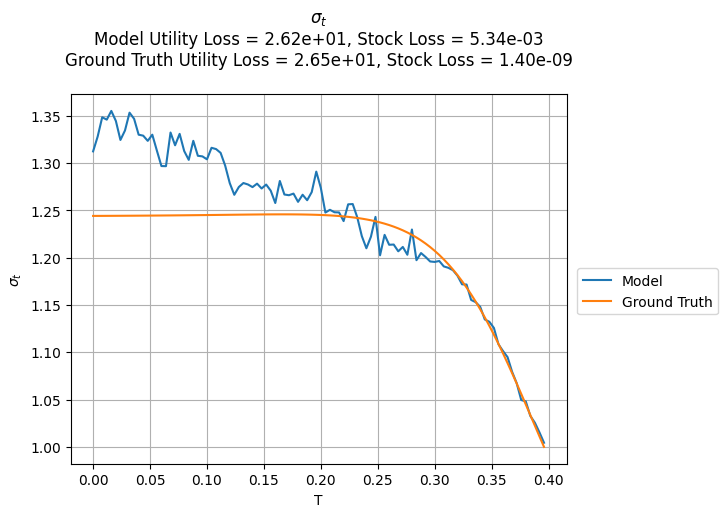 σt
Model Utility Loss = 2.62e+01, Stock Loss = 5.34e-03
Ground Truth Utility Loss = 2.65e+01, Stock Loss = 1.40e-09
1.35
1.30
1.25
1.20
1.15
1.10
1.05
1.00
σt
0.00 0.05 0.10 0.15 0.20 0.25 0.30 0.35 0.40
T
Model
Ground Truth